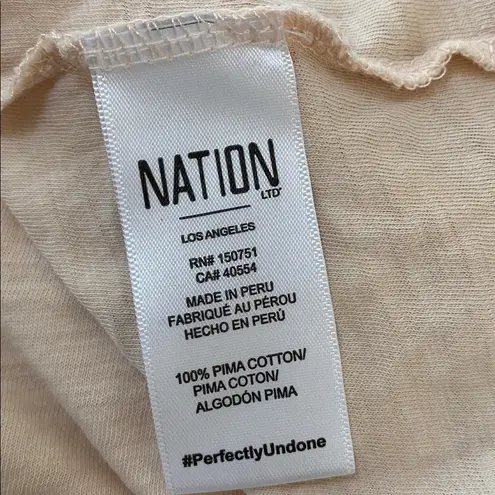 NATION
LTD
LOS ANGELES
RN# 150751
CA# 40554
MADE IN PERU
FABRIQUÉ AU PÉROU
HECHO EN PERÚ
100% PIMA COTTON/
PIMA COTON/
ALGODÓN PIMA
#PerfectlyUndone